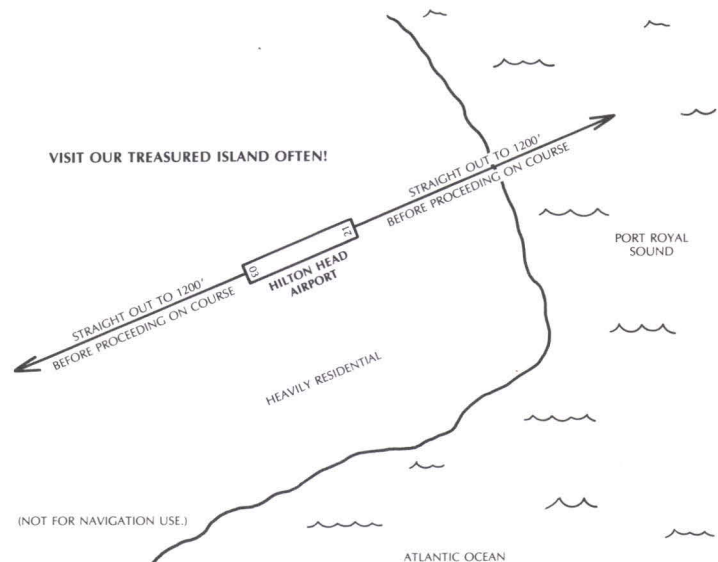 VISIT OUR TREASURED ISLAND OFTEN!
STRAIGHT OUT TO 1200'
BEFORE PROCEEDING ON COURSE
21
03
HILTON HEAD
AIRPORT
PORT ROYAL
SOUND
STRAIGHT OUT TO 1200'
BEFORE PROCEEDING ON COURSE
HEAVILY RESIDENTIAL
(NOT FOR NAVIGATION USE.)
ATLANTIC OCEAN